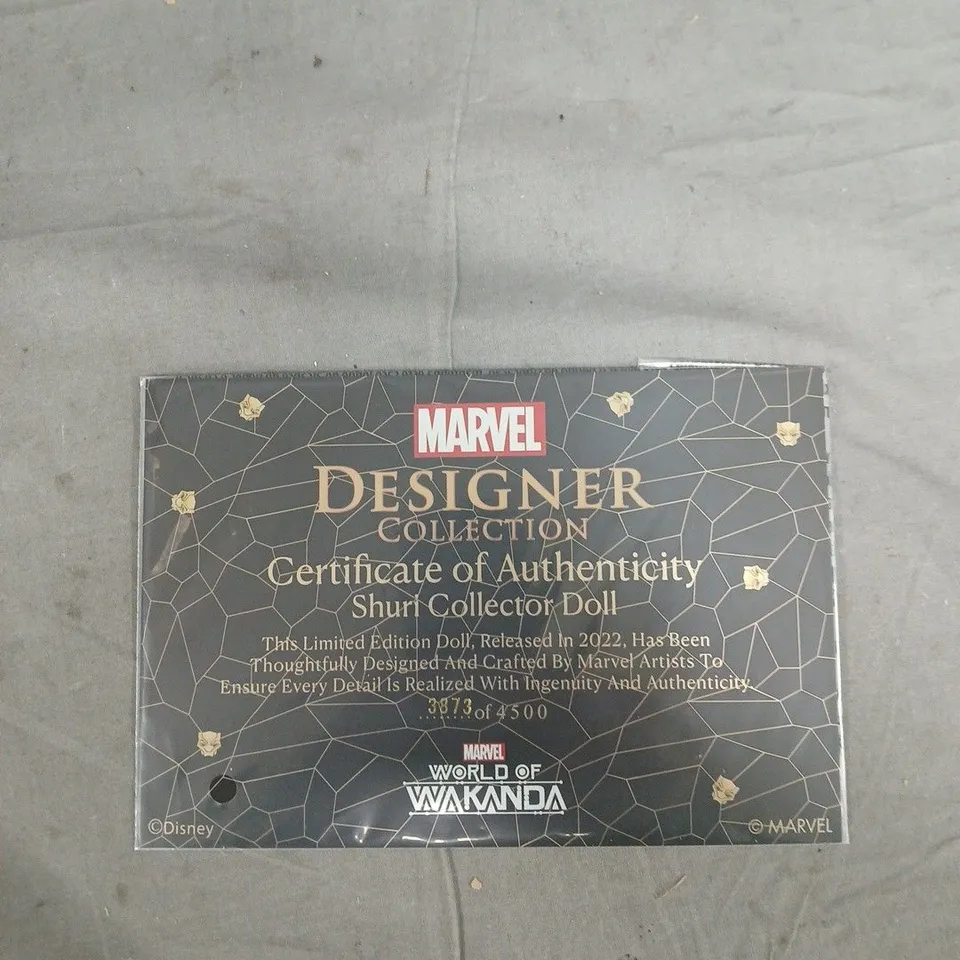 MARVEL
DESIGNER
COLLECTION
Certificate of Authenticity
Shuri Collector Doll
This Limited Edition Doll, Released In 2022, Has Been
Thoughtfully Designed And Crafted By Marvel Artists To
Ensure Every Detail Is Realized With Ingenuity And Authenticity.
3873 of 4500
MARVEL
WORLD OF
WAKANDA
©Disney
© MARVEL